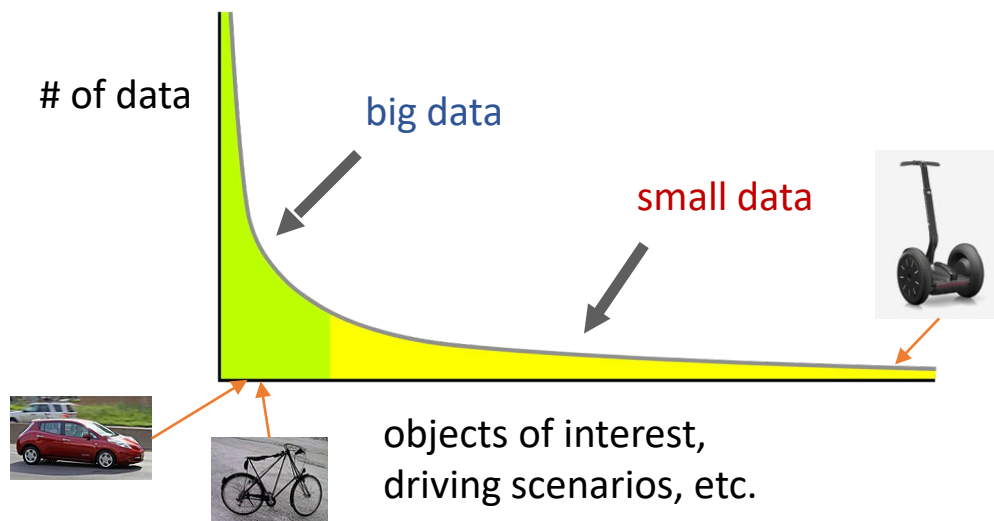 # of data
big data
small data
objects of interest,
driving scenarios, etc.